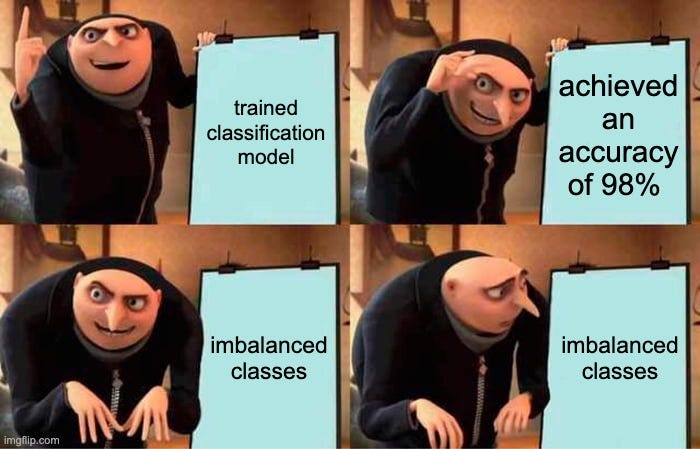 trained
classification
model
achieved
an
accuracy
of 98%
imbalanced
classes
imbalanced
classes
imgflip.com